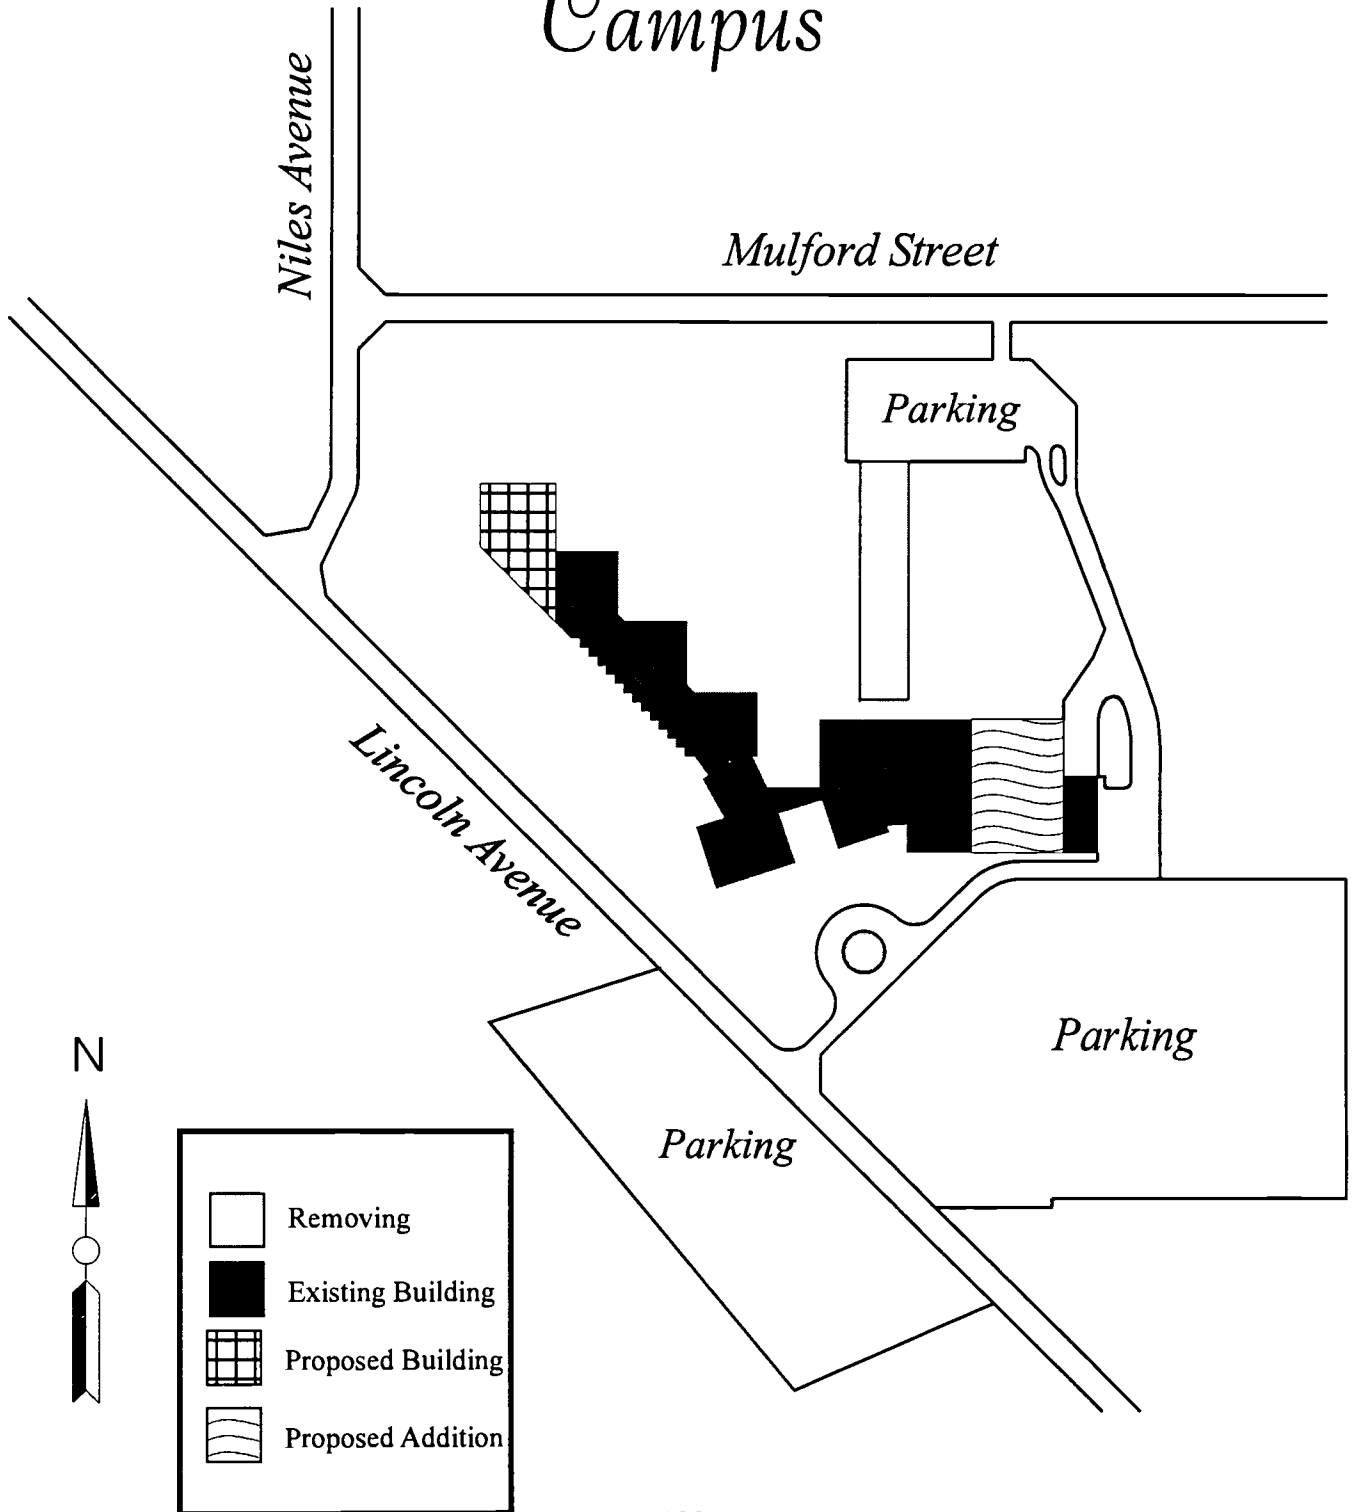 Campus
Niles Avenue
Mulford Street
Parking
Lincoln Avenue
Parking
N
Parking
Removing
Existing Building
Proposed Building
Proposed Addition